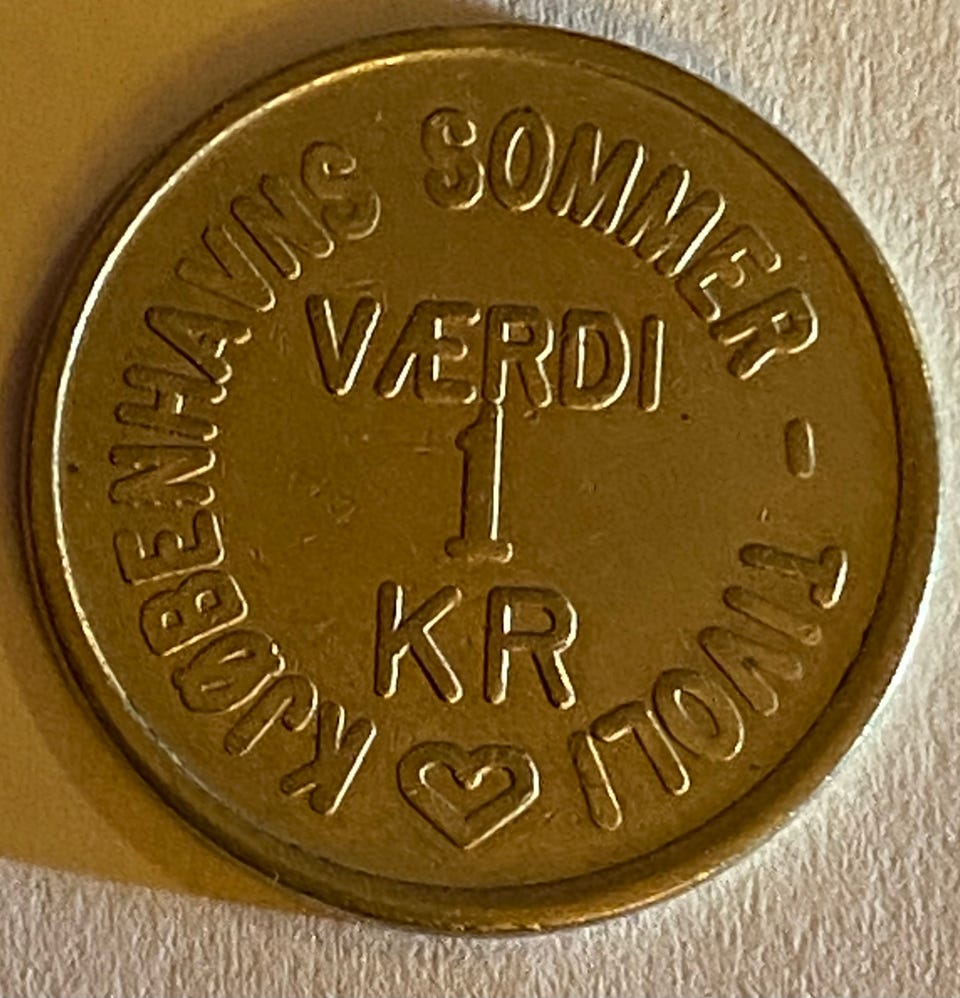 KJØBENHAVNS SOMMER - TIVOLI
VÆRDI
1
KR